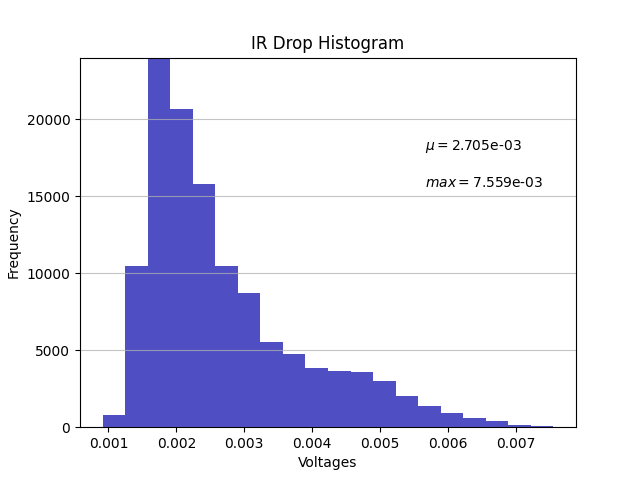 IR Drop Histogram
Frequency
20000
15000
10000
5000
0
μ = 2.705e-03
max = 7.559e-03
0.001 0.002 0.003 0.004 0.005 0.006 0.007
Voltages